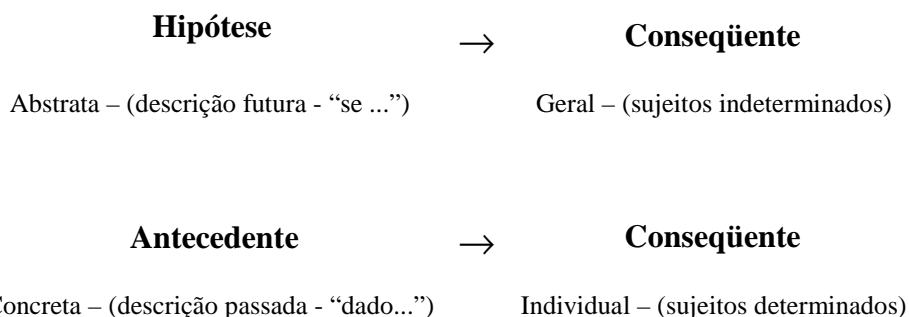 Hipótese → Conseqüente
Abstrata – (descrição futura - “se ...”) Geral – (sujeitos indeterminados)
Antecedente → Conseqüente
Concreta – (descrição passada - “dado...”) Individual – (sujeitos determinados)